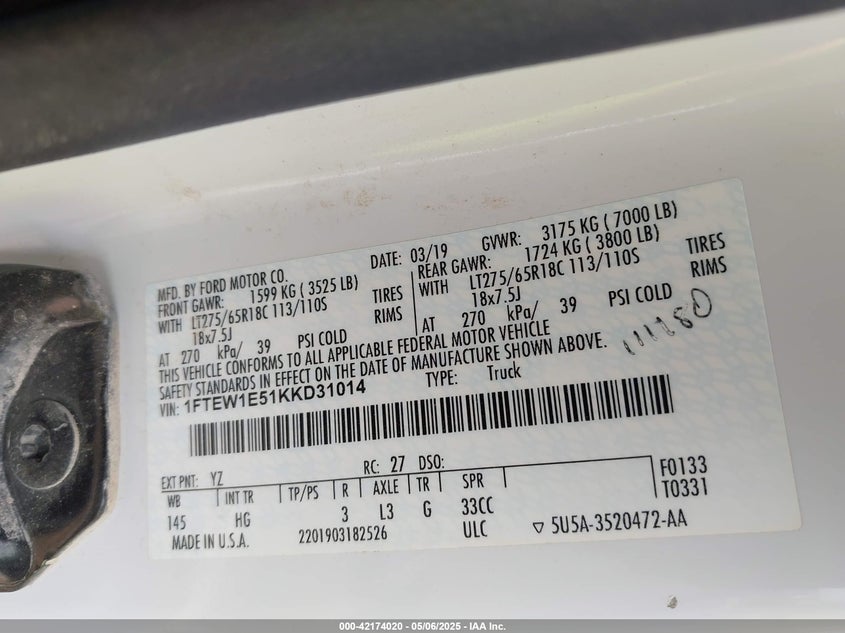 MFD. BY FORD MOTOR CO.
DATE: 03/19 GVWR: 3175 KG ( 7000 LB)
FRONT GAWR: 1599 KG ( 3525 LB)
WITH LT275/65R18C 113/110S TIRES
18x7.5J RIMS
AT 270 kPa/ 39 PSI COLD
REAR GAWR: 1724 KG ( 3800 LB)
WITH LT275/65R18C 113/110S TIRES
18x7.5J RIMS
AT 270 kPa/ 39 PSI COLD
THIS VEHICLE CONFORMS TO ALL APPLICABLE FEDERAL MOTOR VEHICLE
SAFETY STANDARDS IN EFFECT ON THE DATE OF MANUFACTURE SHOWN ABOVE.
VIN: 1FTEW1E51KKD31014 TYPE: Truck
EXT PNT: YZ RC: 27 DSO:
WB INT TR TP/PS R AXLE TR SPR
145 HG 3 L3 G 33CC
F0133
T0331
MADE IN U.S.A. 2201903182526 ULC ▽ 5U5A-3520472-AA
000-42174020 - 05/06/2025 - IAA Inc.